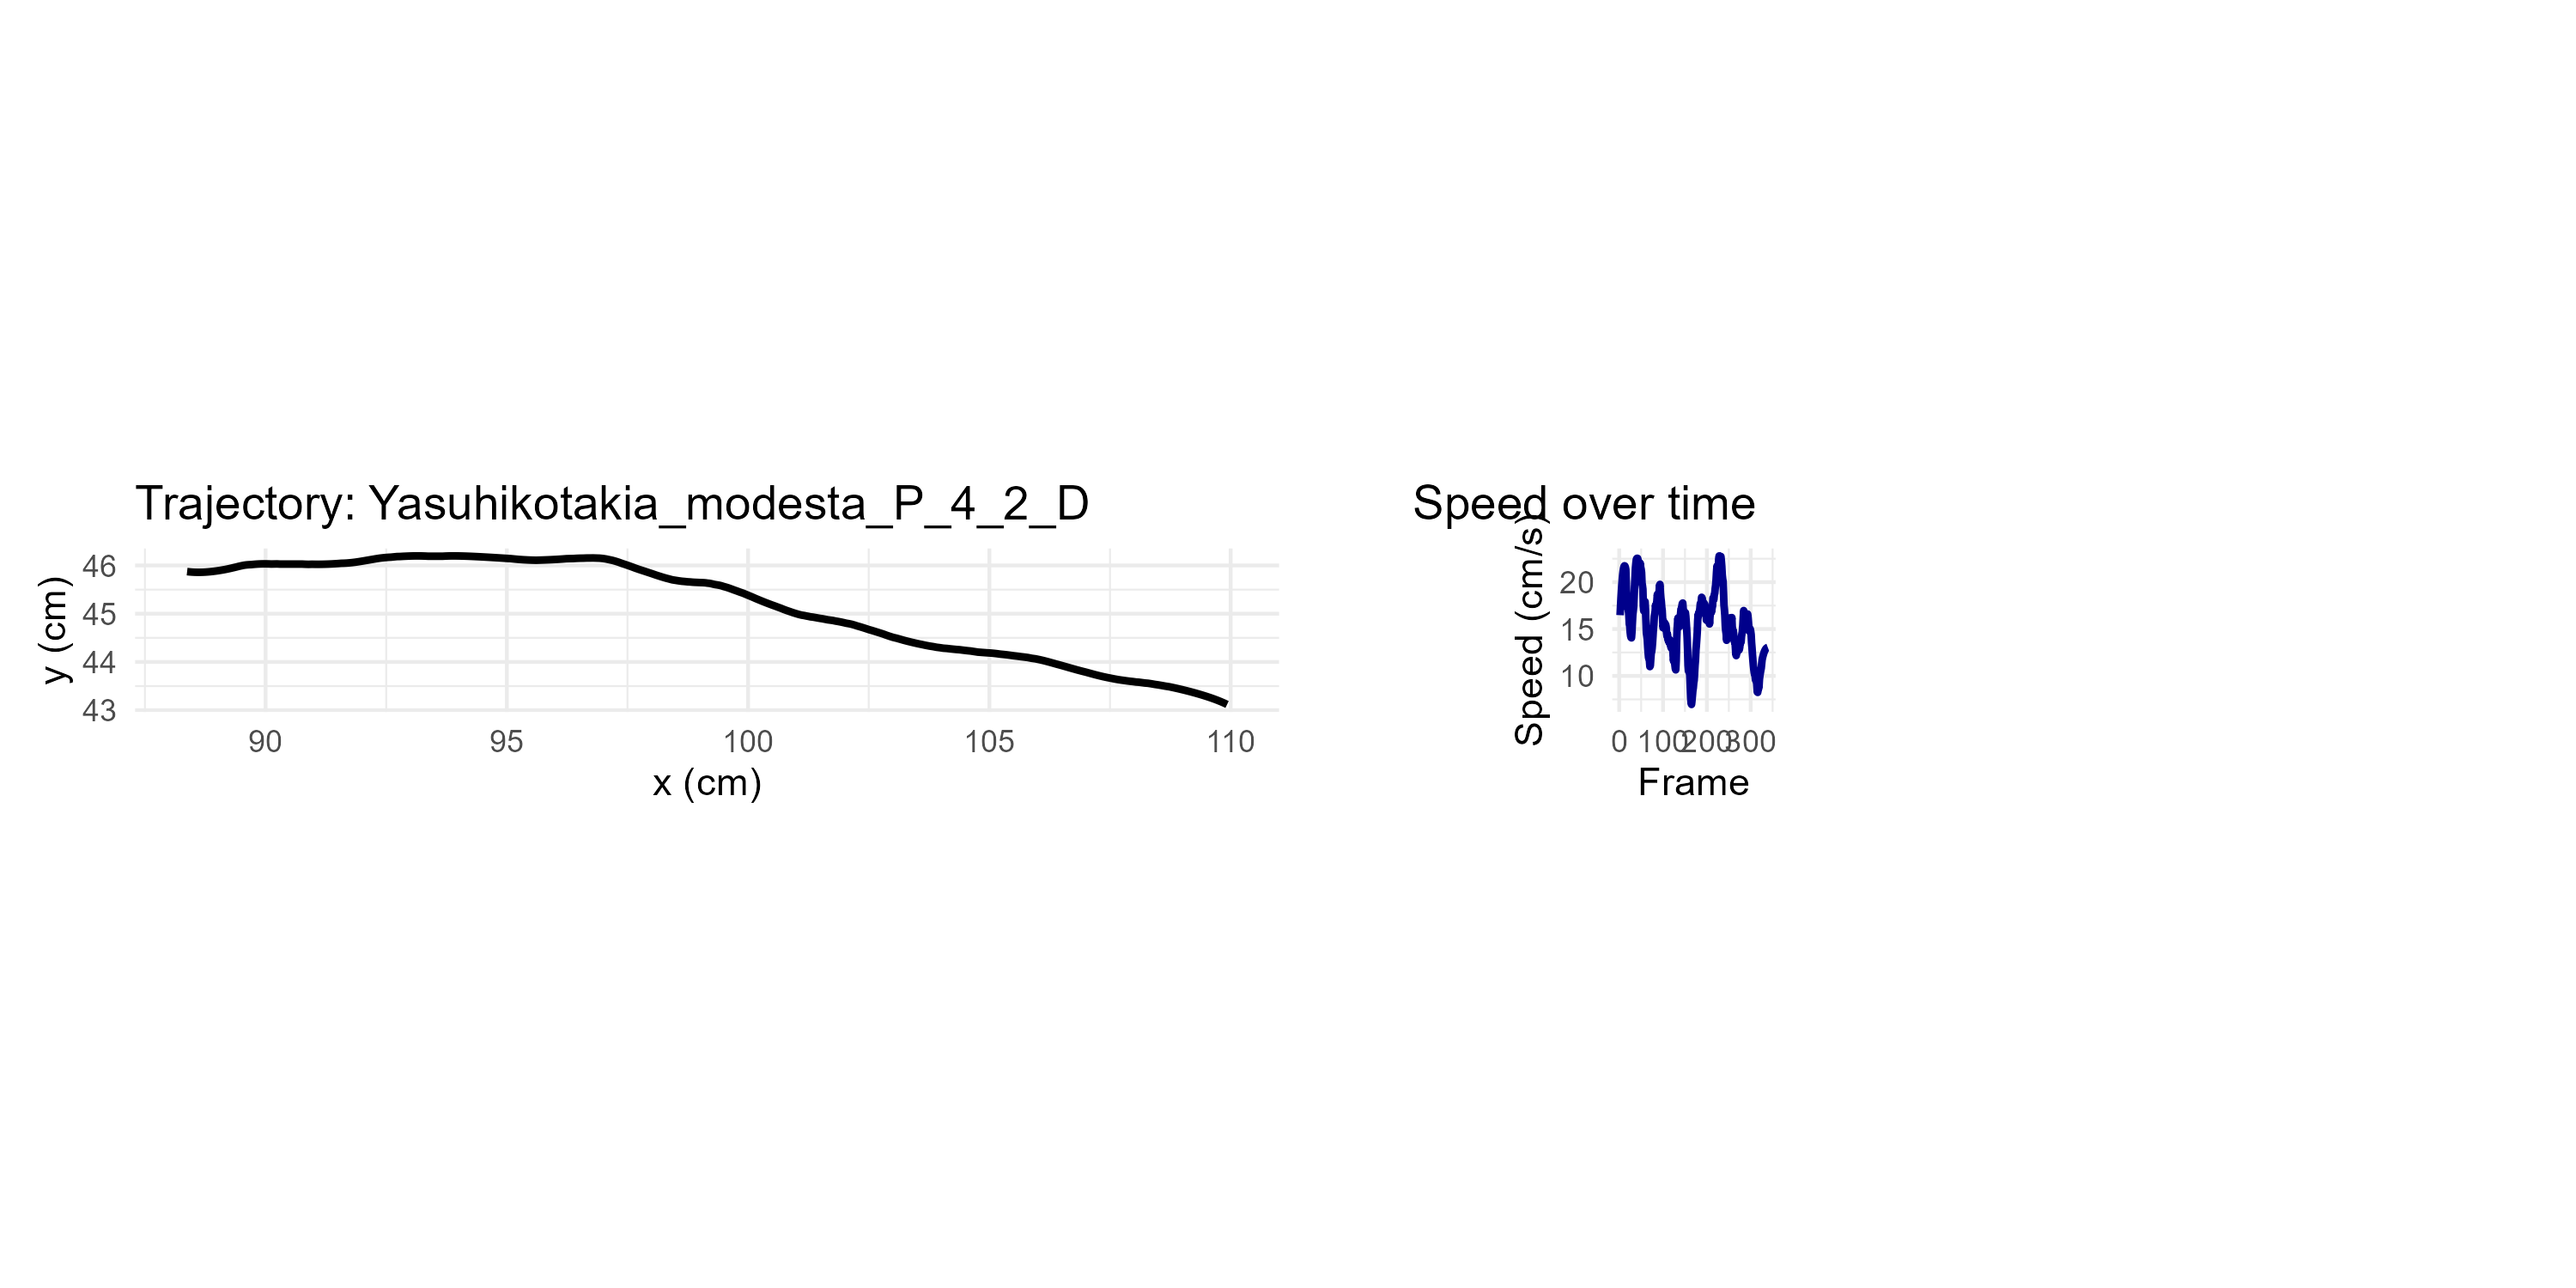 Trajectory: Yasuhikotakia_modesta_P_4_2_D
46
45
44
43
y (cm)
90 95 100 105 110
x (cm)
Speed over time
Speed (cm/s)
20
15
10
0 100 200 300
Frame